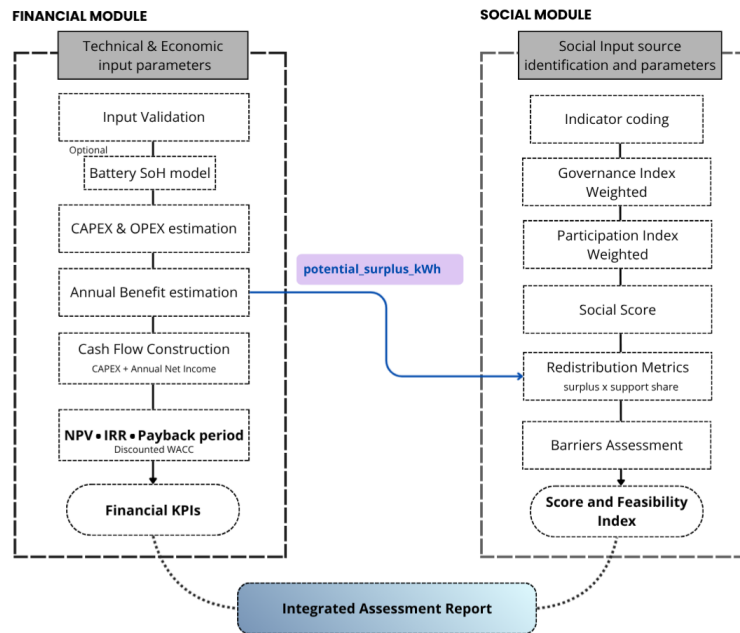 FINANCIAL MODULE
Technical & Economic
input parameters
Input Validation
Optional
Battery SoH model
CAPEX & OPEX estimation
Annual Benefit estimation
Cash Flow Construction
CAPEX + Annual Net Income
NPV • IRR • Payback period
Discounted WACC
Financial KPIs
potential_surplus_kWh
SOCIAL MODULE
Social Input source
identification and parameters
Indicator coding
Governance Index
Weighted
Participation Index
Weighted
Social Score
Redistribution Metrics
surplus x support share
Barriers Assessment
Score and Feasibility
Index
Integrated Assessment Report